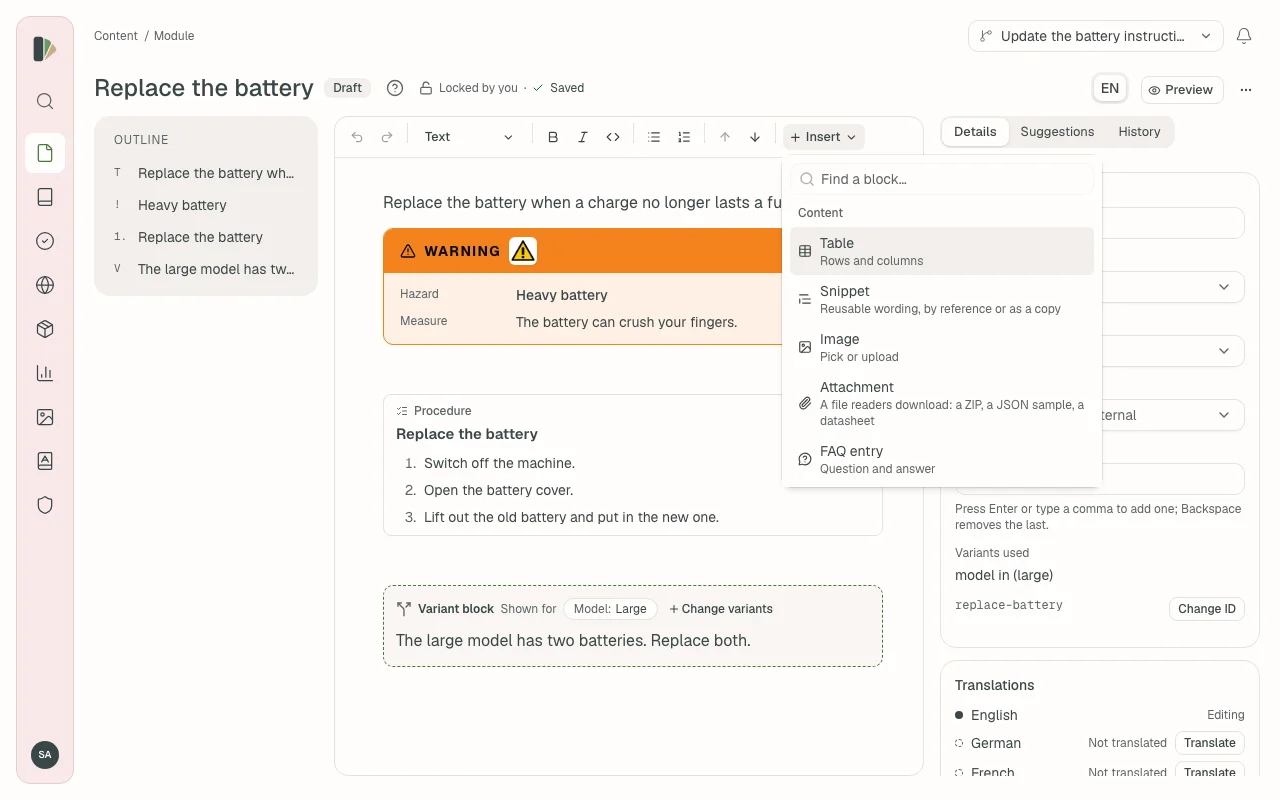 Content / Module
Update the battery instructi...
Replace the battery
Draft
Locked by you · Saved
EN
Preview
OUTLINE
T Replace the battery wh...
! Heavy battery
1. Replace the battery
V The large model has tw...
Text
Insert
Details
Suggestions
History
Find a block...
Content
Table
Rows and columns
Snippet
Reusable wording, by reference or as a copy
Image
Pick or upload
Attachment
A file readers download: a ZIP, a JSON sample, a
datasheet
FAQ entry
Question and answer
Replace the battery when a charge no longer lasts a fu
WARNING
Hazard Heavy battery
Measure The battery can crush your fingers.
Procedure
Replace the battery
1. Switch off the machine.
2. Open the battery cover.
3. Lift out the old battery and put in the new one.
Variant block Shown for Model: Large + Change variants
The large model has two batteries. Replace both.
ternal
Press Enter or type a comma to add one; Backspace
removes the last.
Variants used
model in (large)
replace-battery
Change ID
Translations
English Editing
German Not translated Translate
French Not translated Translate
SA